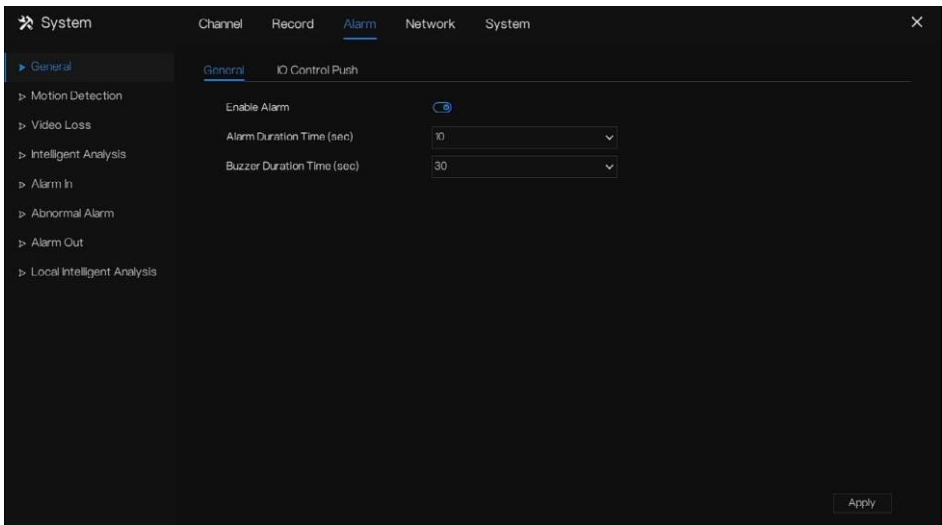 System
Channel Record Alarm Network System
General
Motion Detection
Video Loss
Intelligent Analysis
Alarm In
Abnormal Alarm
Alarm Out
Local Intelligent Analysis
General IO Control Push
Enable Alarm
Alarm Duration Time (sec) 10
Buzzer Duration Time (sec) 30
Apply